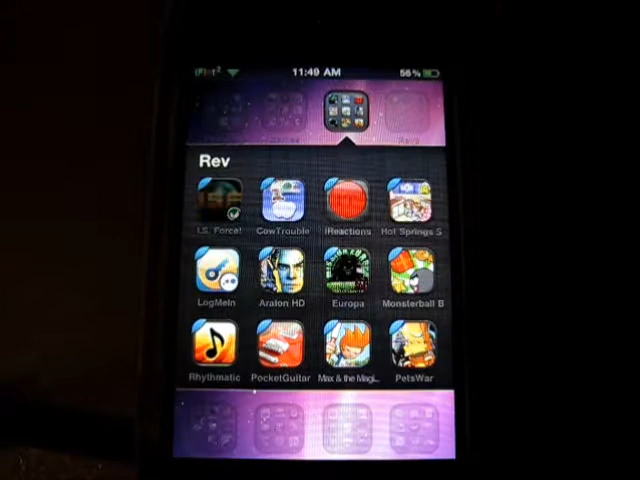 11:49 AM
56%
Rev
I.S. Force!
CowTrouble
iReactions
Hot Springs S
LogMeIn
Aralon HD
Europa
Monsterball B
Rhythmatic
PocketGuitar
Max & the Magi...
PetsWar